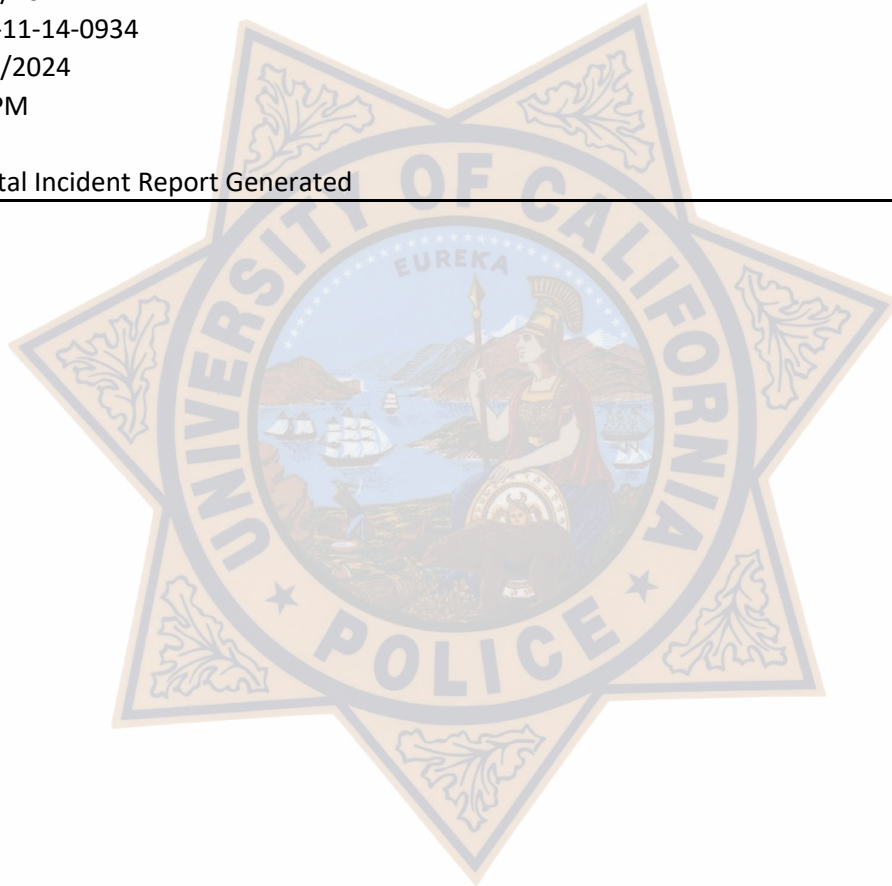 -11-14-0934
/2024
PM
tal Incident Report Generated
UNIVERSITY OF CALIFORNIA
EUREKA
POLICE